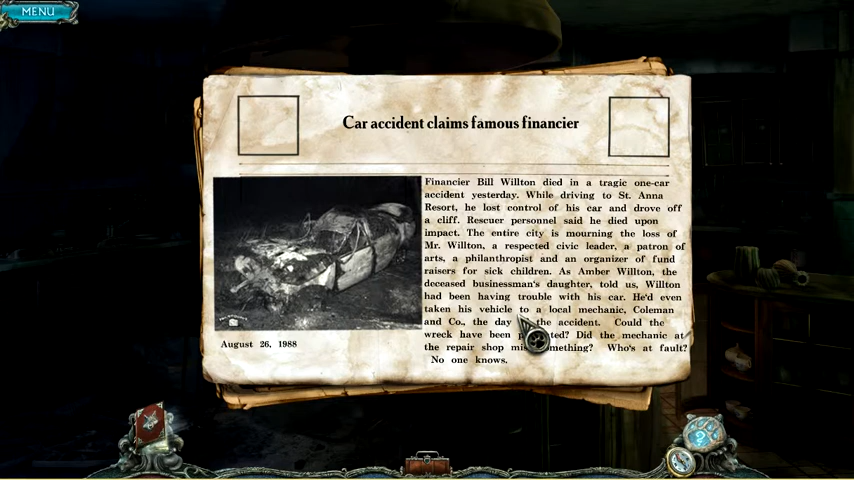 MENU
Car accident claims famous financier
Financier Bill Willton died in a tragic one-car
accident yesterday. While driving to St. Anna
Resort, he lost control of his car and drove off
a cliff. Rescuer personnel said he died upon
impact. The entire city is mourning the loss of
Mr. Willton, a respected civic leader, a patron of
arts, a philanthropist and an organizer of fund
raisers for sick children. As Amber Willton, the
deceased businessman's daughter, told us, Willton
had been having trouble with his car. He'd even
taken his vehicle to a local mechanic, Coleman
and Co., the day the accident. Could the
wreck have been Did the mechanic at
the repair shop Who's at fault?
No one knows.
August 26, 1988